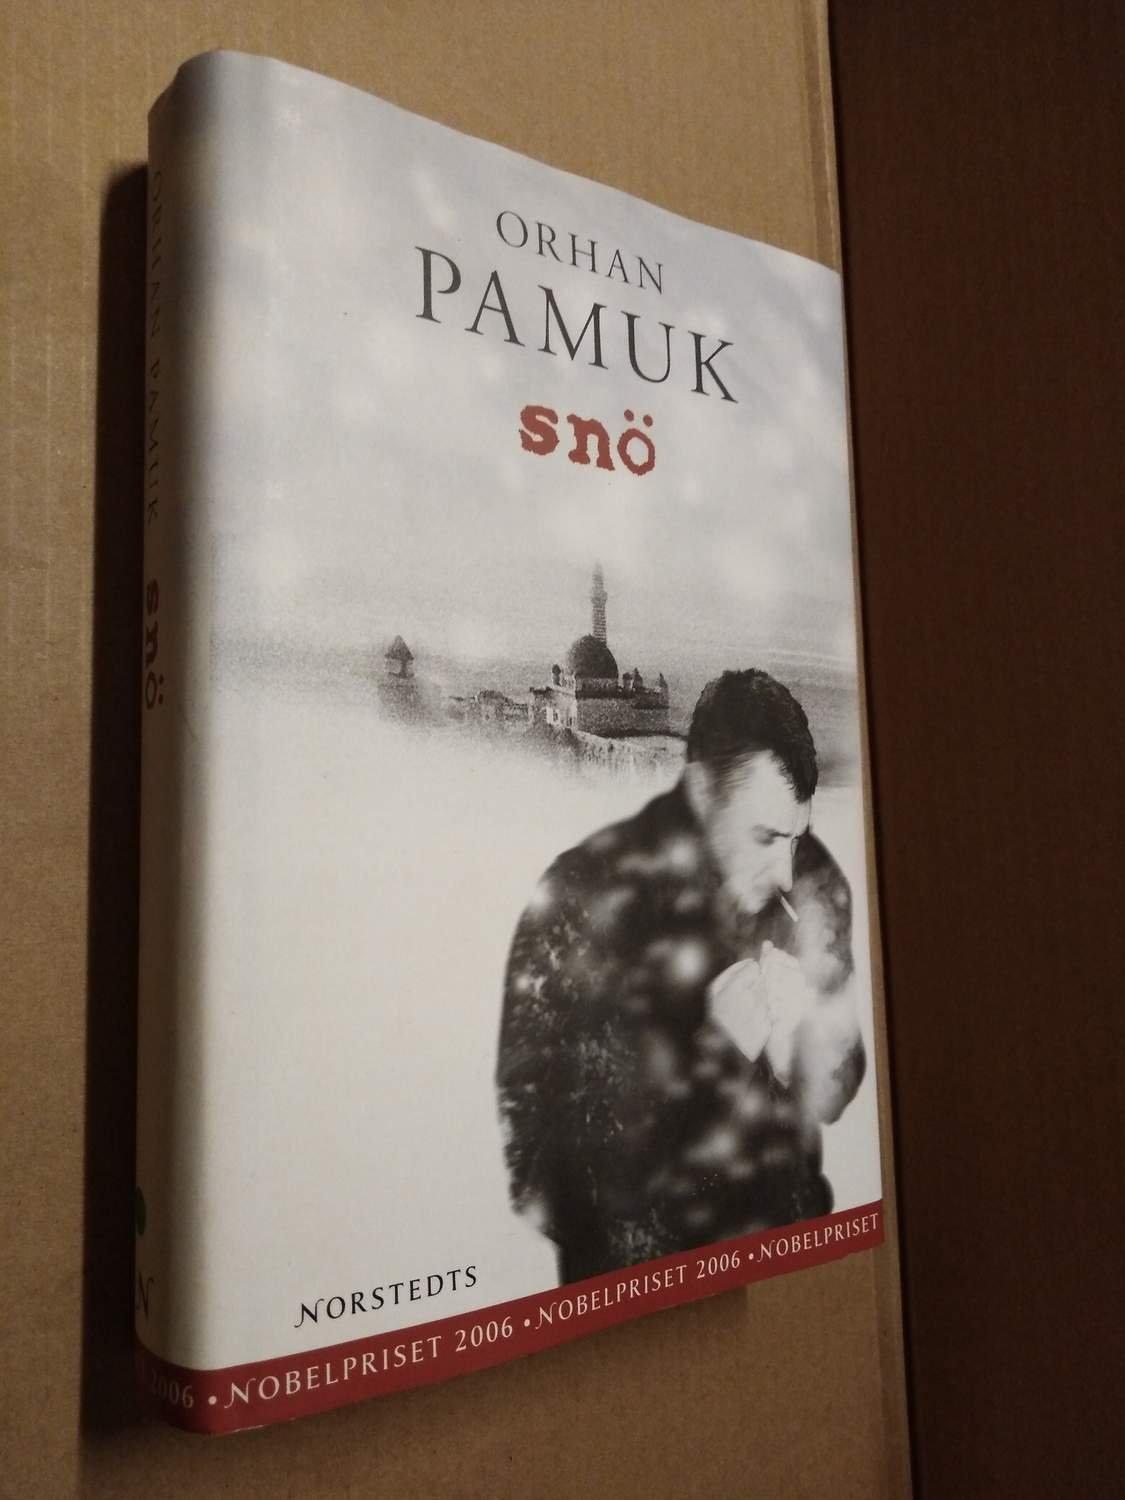 ORHAN
PAMUK
snö
NORSTEDTS
2006 • NOBELPRISET 2006 • NOBELPRISET 2006 • NOBELPRISET
ORHAN PAMUK snö
N